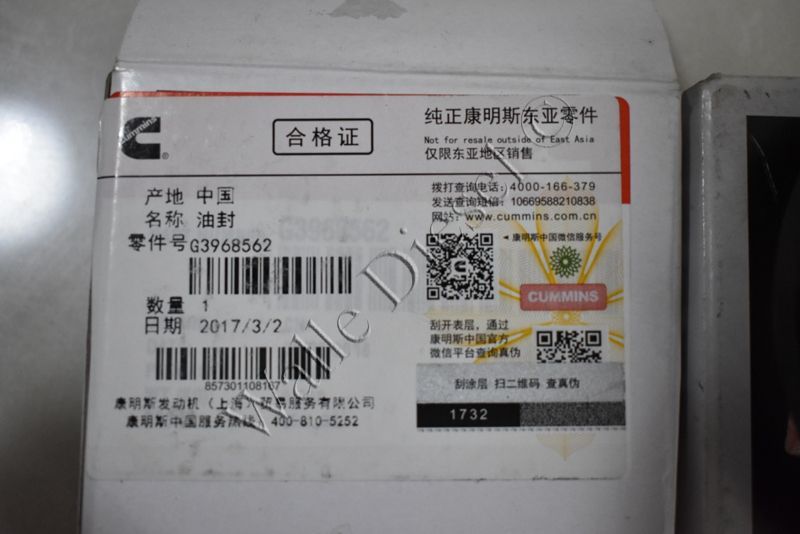 cummins
合格证
纯正康明斯东亚零件
Not for resale outside of East Asia
仅限东亚地区销售
产地 中国
名称 油封
零件号 G3968562
G3968562
数量 1
日期 2017/3/2
857301108167
康明斯发动机（上海）贸易服务有限公司
康明斯中国服务热线：400-810-5252
拨打查询电话：4000-166-379
发送查询短信：10669588210838
网站：www.cummins.com.cn
康明斯中国微信服务号
CUMMINS
刮开表层，通过
康明斯中国官方
微信平台查询真伪
刮涂层 扫二维码 查真伪
1732
Walle Diesel ©